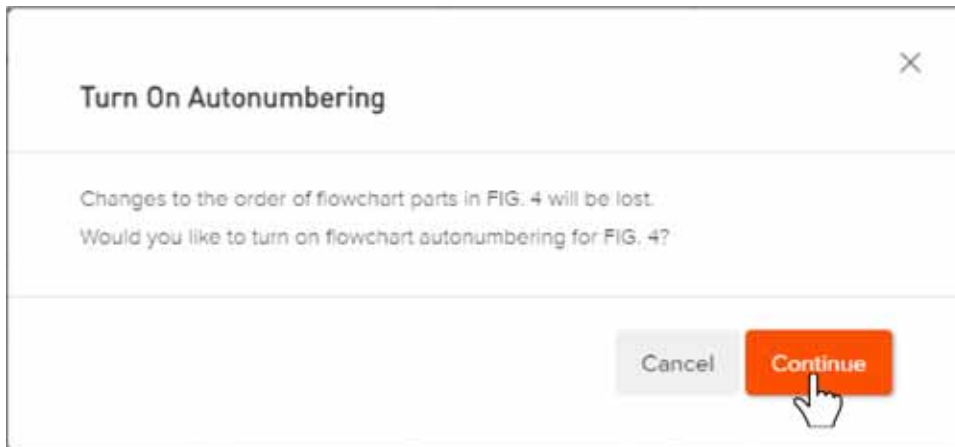 Turn On Autonumbering
Changes to the order of flowchart parts in FIG. 4 will be lost.
Would you like to turn on flowchart autonumbering for FIG. 4?
Cancel
Continue